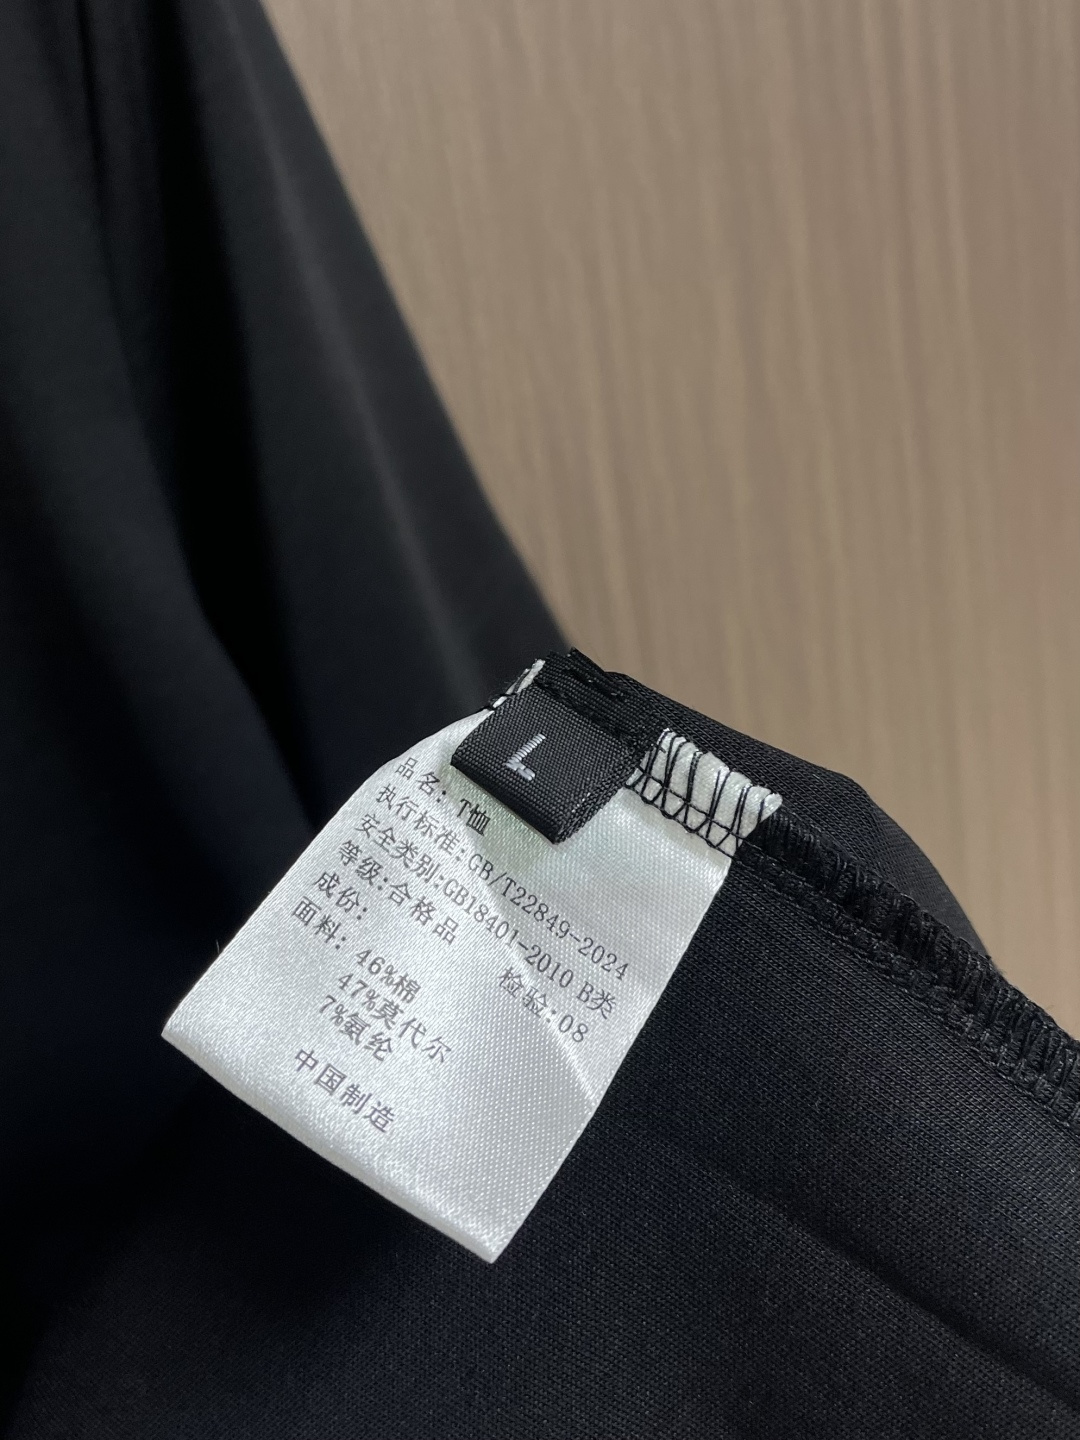 L
品名：T恤
执行标准：GB/T22849-2024
安全类别:GB18401-2010 B类
等级:合格品 检验:08
成份:
面料: 46%棉
47%莫代尔
7%氨纶
中国制造